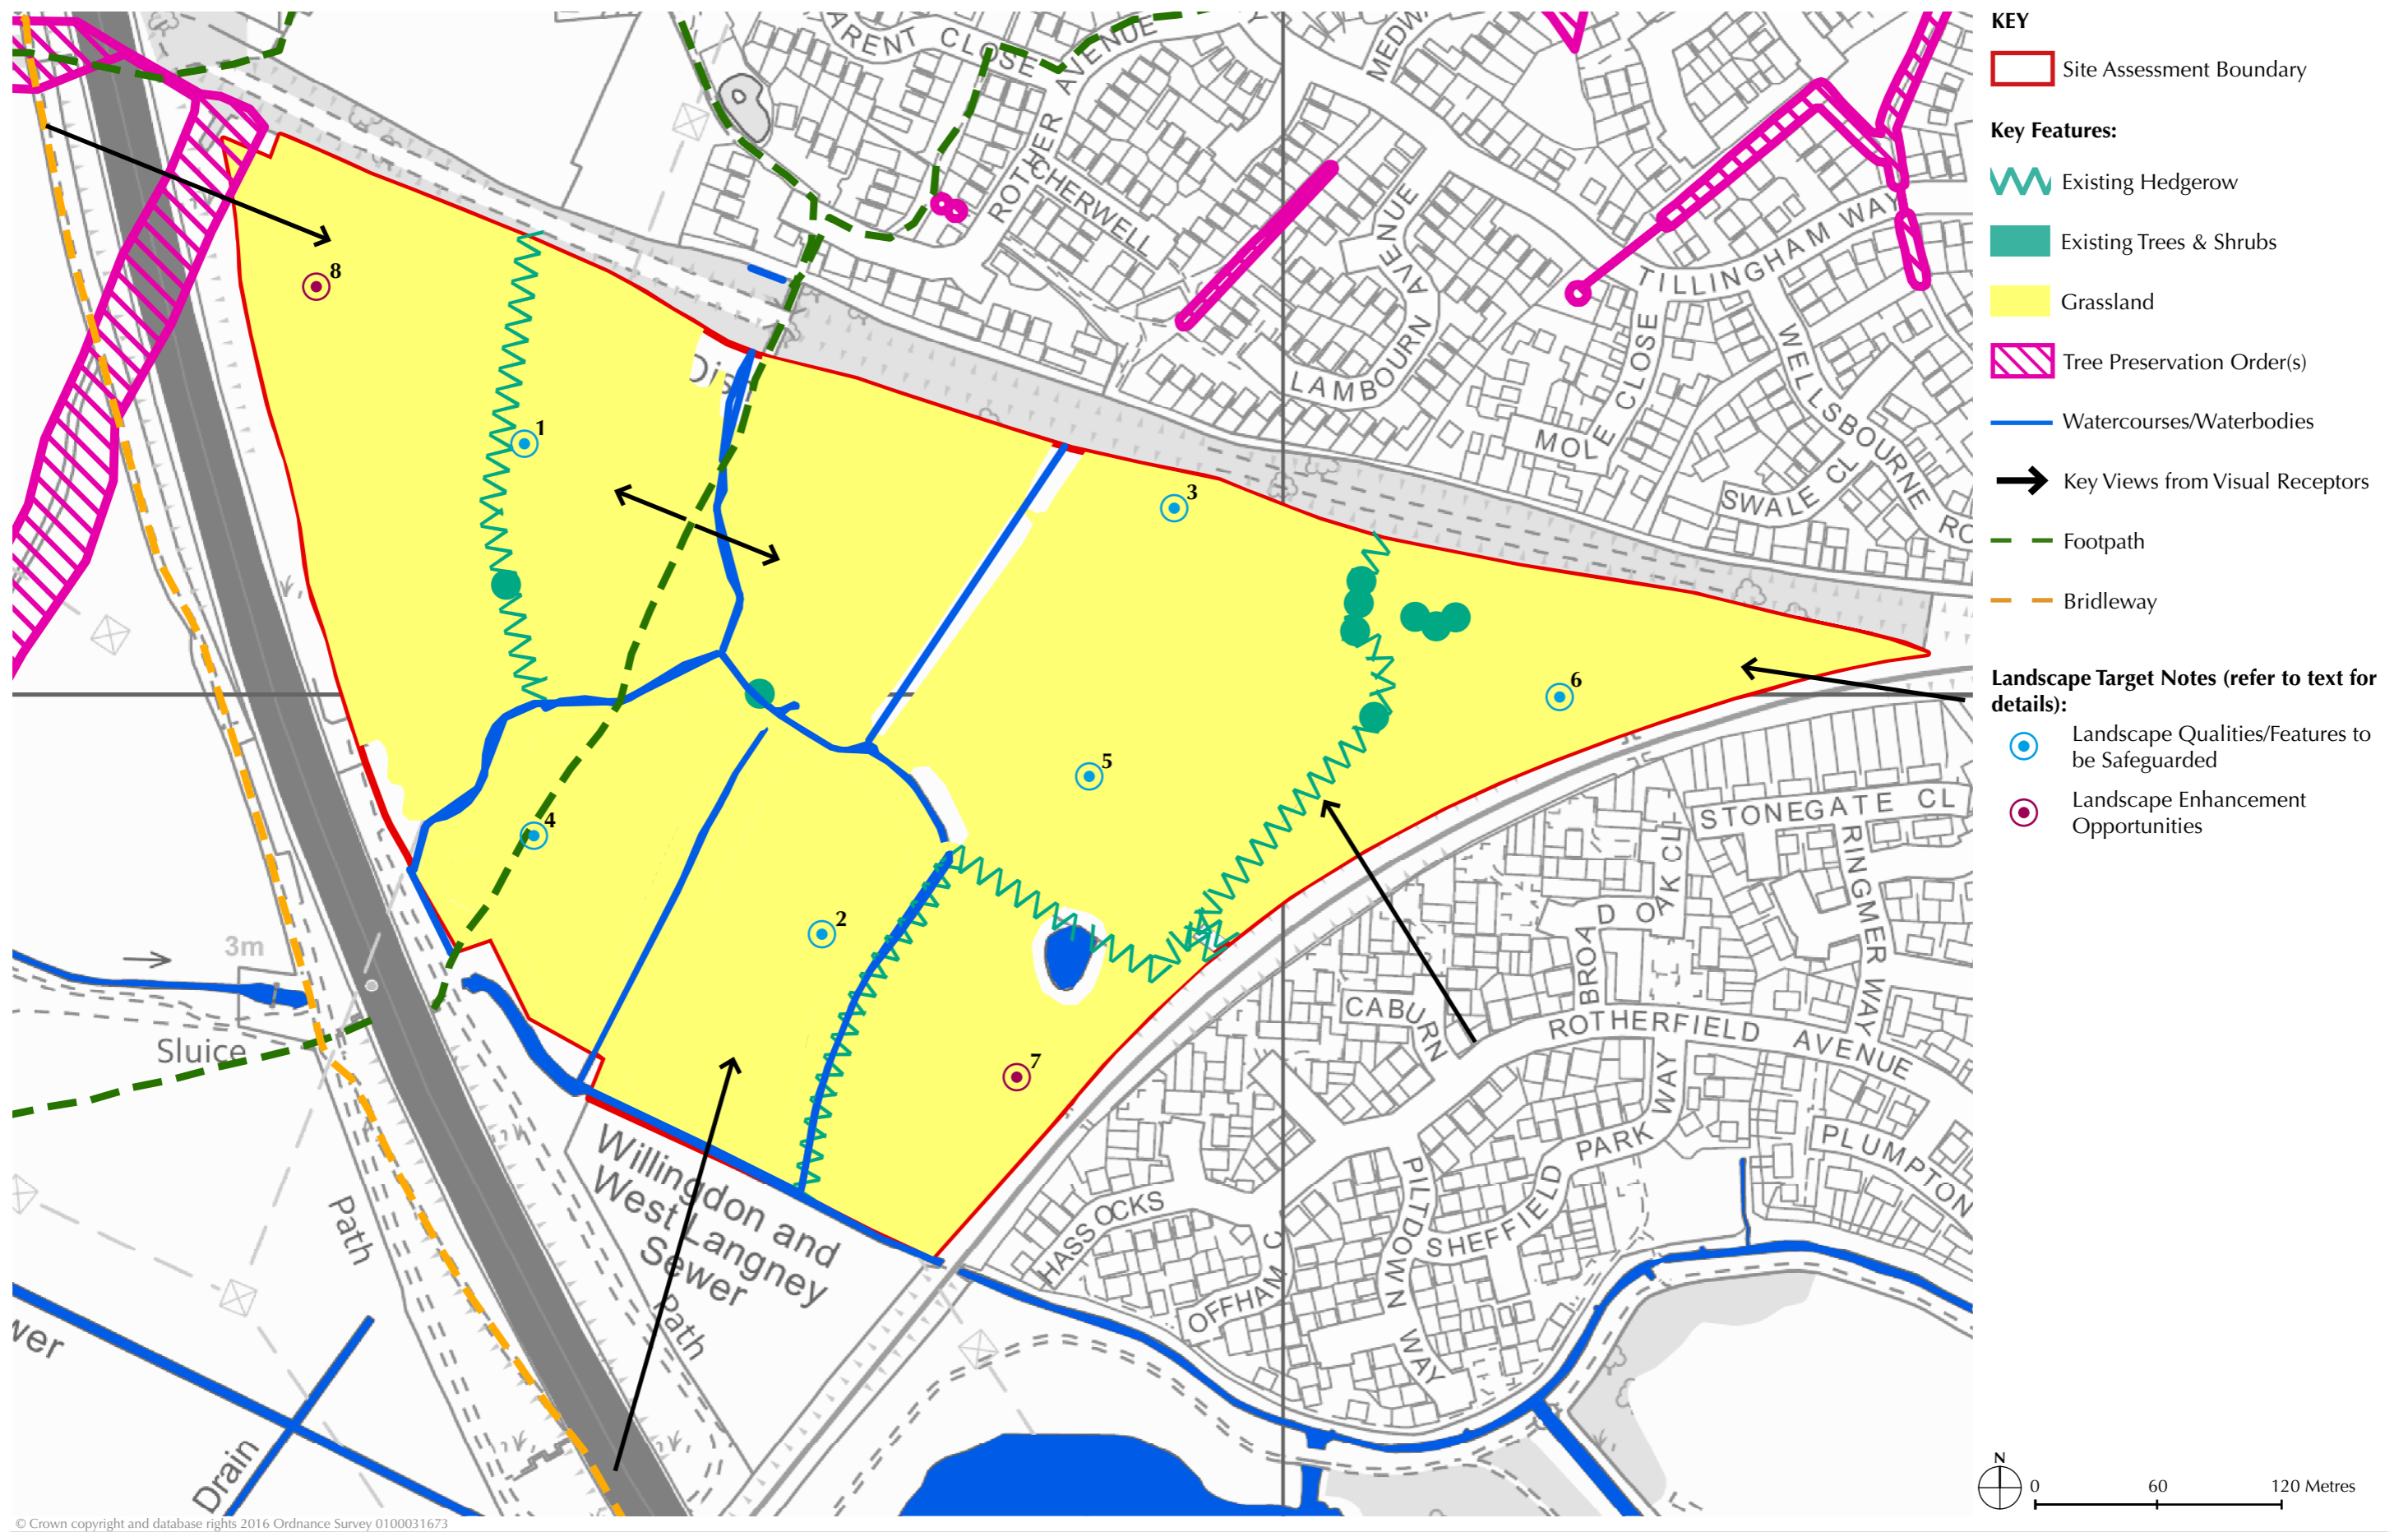 ARENT CLOSE
AVENUE
MEDW
ROTHER
CHERWELL
AVENUE
LAMBOURN
TILLINGHAM WAY
MOLE CLOSE
WELLSBOURNE
RO
SWALE CL
8
1
3
6
5
4
2
7
Dis
3m
Sluice
Path
Willingdon and
West Langney
Sewer
Path
wer
Drain
STONEGATE CL
RINGMER WAY
BROAD OAK CL
CABURN
ROTHERFIELD AVENUE
WAY
PARK
SHEFFIELD
PLUMPTON
PILTDOWN WAY
HASSOCKS
OFFHAM C
KEY
Site Assessment Boundary
Key Features:
Existing Hedgerow
Existing Trees & Shrubs
Grassland
Tree Preservation Order(s)
Watercourses/Waterbodies
Key Views from Visual Receptors
Footpath
Bridleway
Landscape Target Notes (refer to text for
details):
Landscape Qualities/Features to
be Safeguarded
Landscape Enhancement
Opportunities
N
0 60 120 Metres
© Crown copyright and database rights 2016 Ordnance Survey 0100031673